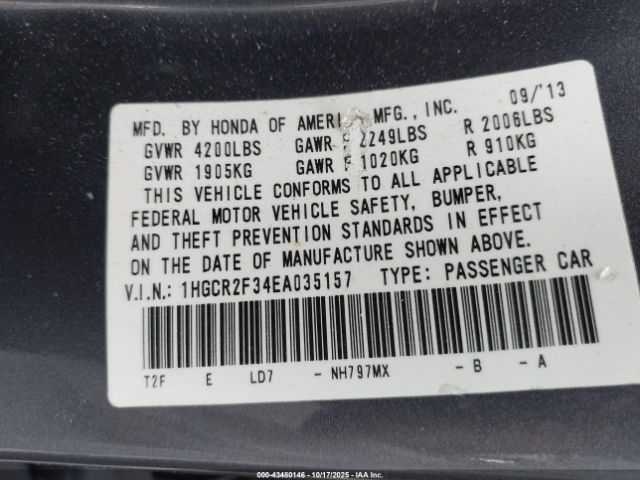 09/'13
MFD. BY HONDA OF AMERI MFG., INC.
GVWR 4200LBS GAWR F 2249LBS R 2006LBS
GVWR 1905KG GAWR F 1020KG R 910KG
THIS VEHICLE CONFORMS TO ALL APPLICABLE
FEDERAL MOTOR VEHICLE SAFETY, BUMPER,
AND THEFT PREVENTION STANDARDS IN EFFECT
ON THE DATE OF MANUFACTURE SHOWN ABOVE.
V.I.N.: 1HGCR2F34EA035157 TYPE: PASSENGER CAR
T2F E LD7 - NH797MX - B - A
© 2000-43480146 | 10/17/2025 | IAA Inc.